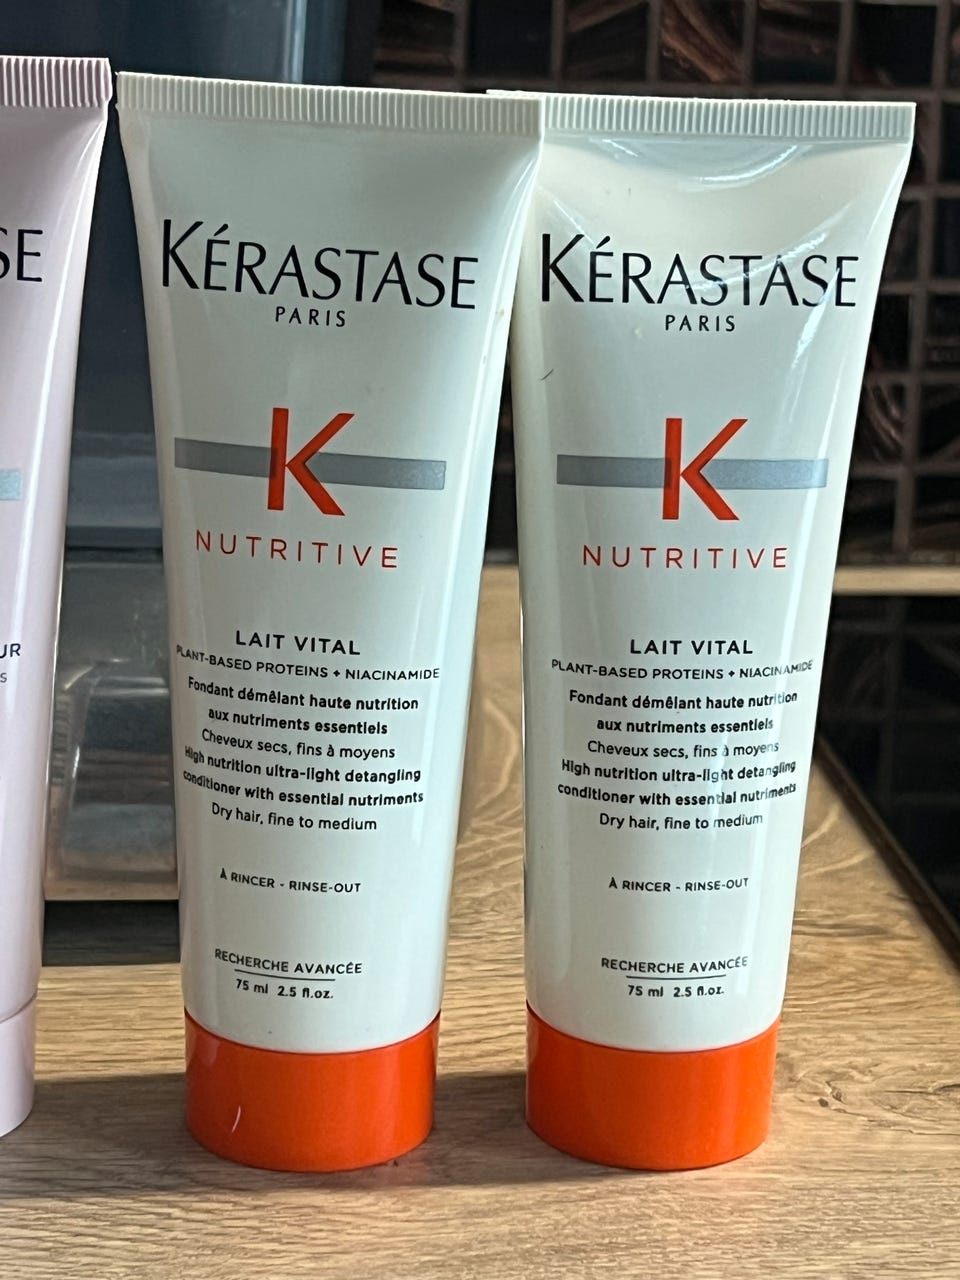 SE
UR
S
KÉRASTASE
PARIS
K
NUTRITIVE
LAIT VITAL
PLANT-BASED PROTEINS + NIACINAMIDE
Fondant démêlant haute nutrition
aux nutriments essentiels
Cheveux secs, fins à moyens
High nutrition ultra-light detangling
conditioner with essential nutriments
Dry hair, fine to medium
À RINCER - RINSE-OUT
RECHERCHE AVANCÉE
75 ml 2.5 fl.oz.
KÉRASTASE
PARIS
K
NUTRITIVE
LAIT VITAL
PLANT-BASED PROTEINS + NIACINAMIDE
Fondant démêlant haute nutrition
aux nutriments essentiels
Cheveux secs, fins à moyens
High nutrition ultra-light detangling
conditioner with essential nutriments
Dry hair, fine to medium
À RINCER - RINSE-OUT
RECHERCHE AVANCÉE
75 ml 2.5 fl.oz.